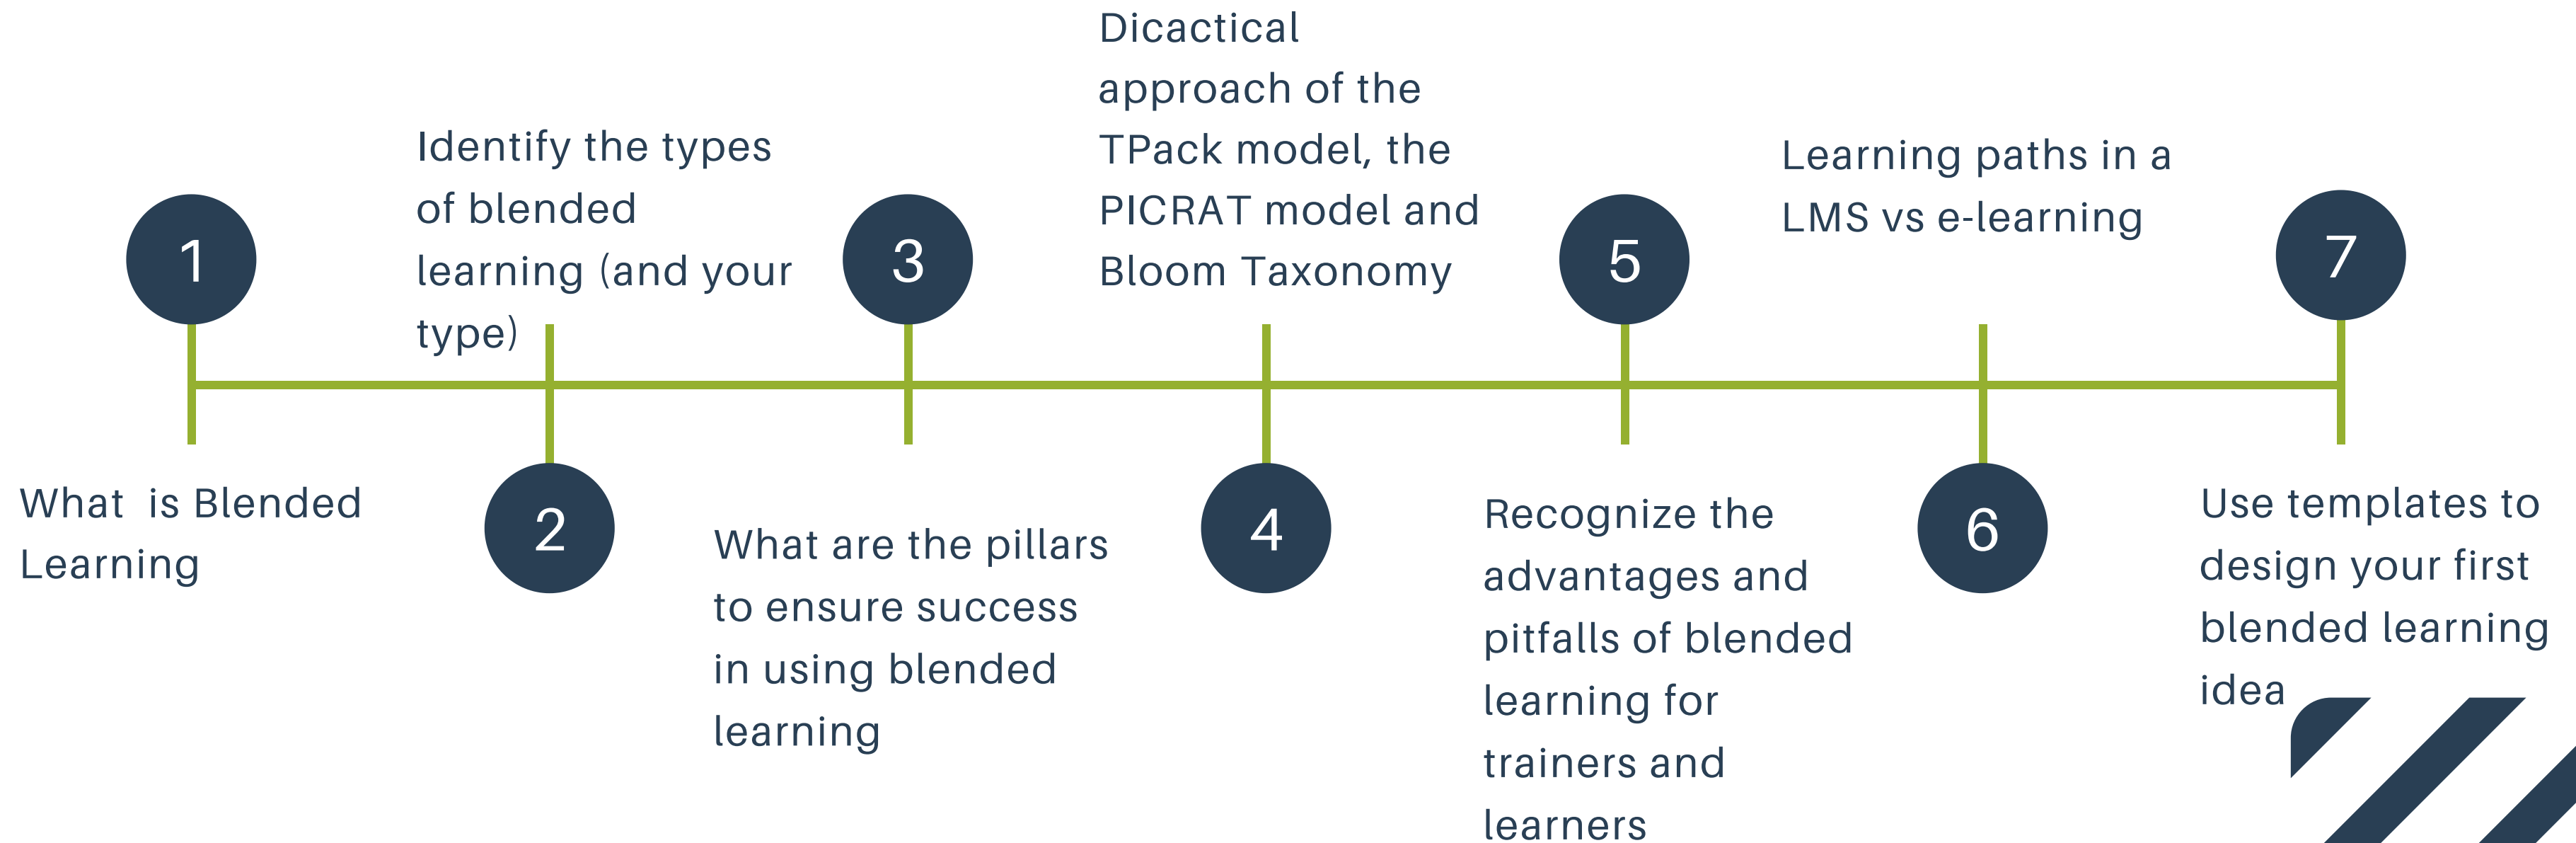 1
What  is Blended
Learning
Identify the types
of blended
learning (and your
type)
2
3
What are the pillars
to ensure success
in using blended
learning
Dicactical
approach of the
TPack model, the
PICRAT model and
Bloom Taxonomy
4
5
Recognize the
advantages and
pitfalls of blended
learning for
trainers and
learners
Learning paths in a
LMS vs e-learning
6
7
Use templates to
design your first
blended learning
idea